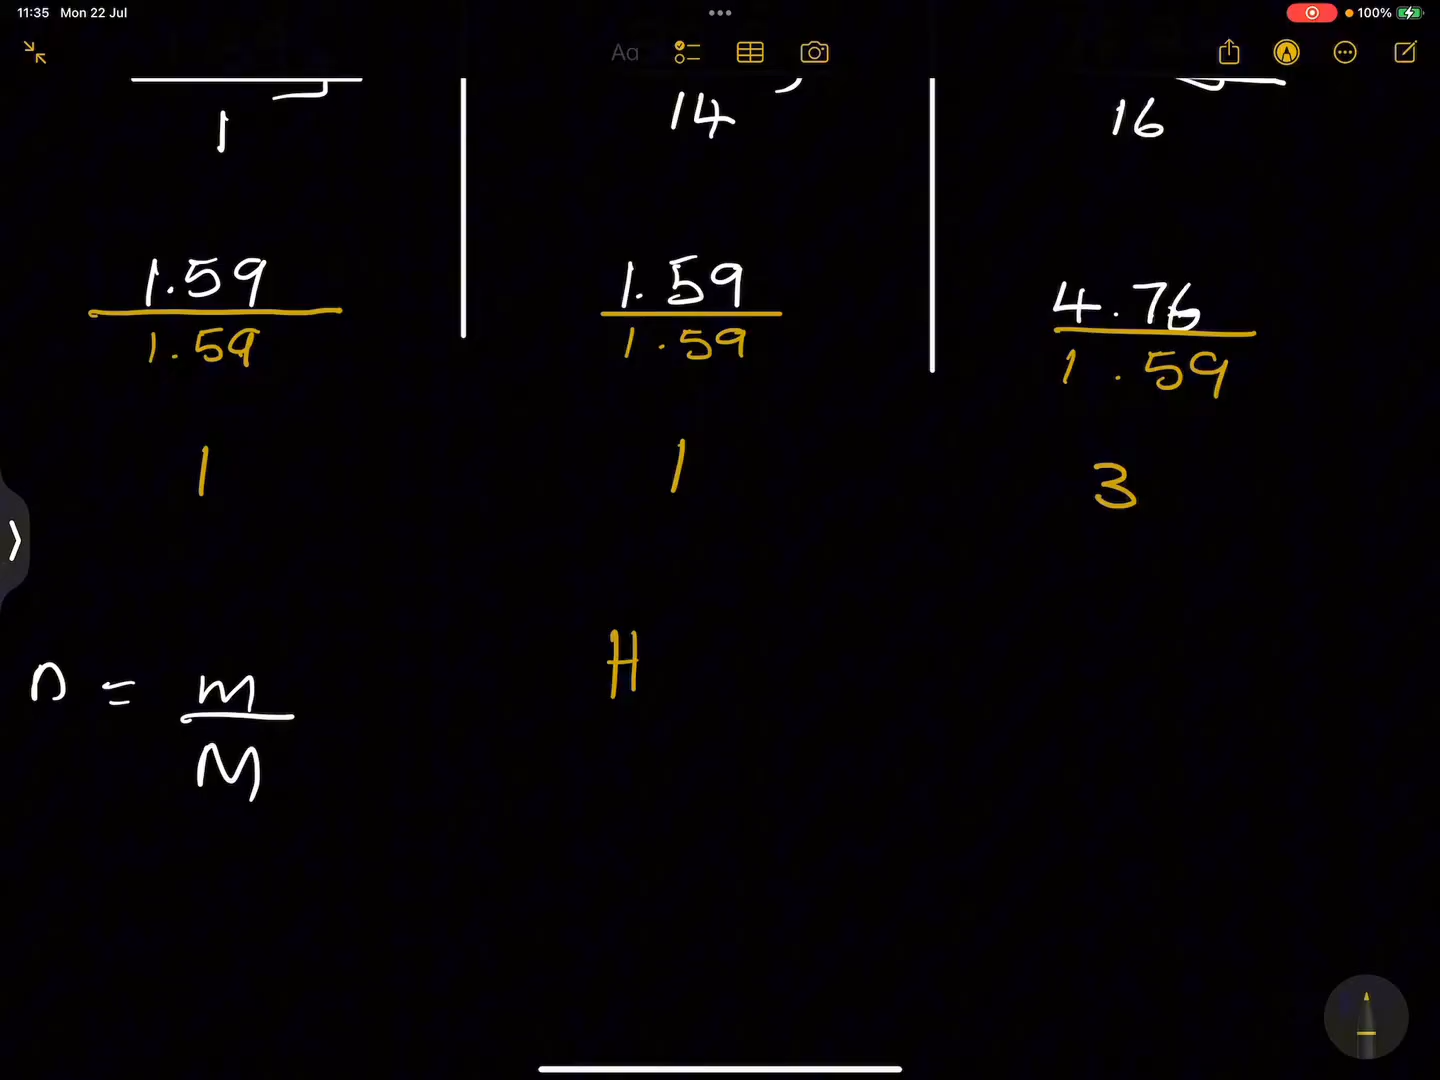 11:35 Mon 22 Jul
100%
Aa
1 14 16
1.59 1.59 4.76
1.59 1.59 1.59
1 1 3
n = m
M
H